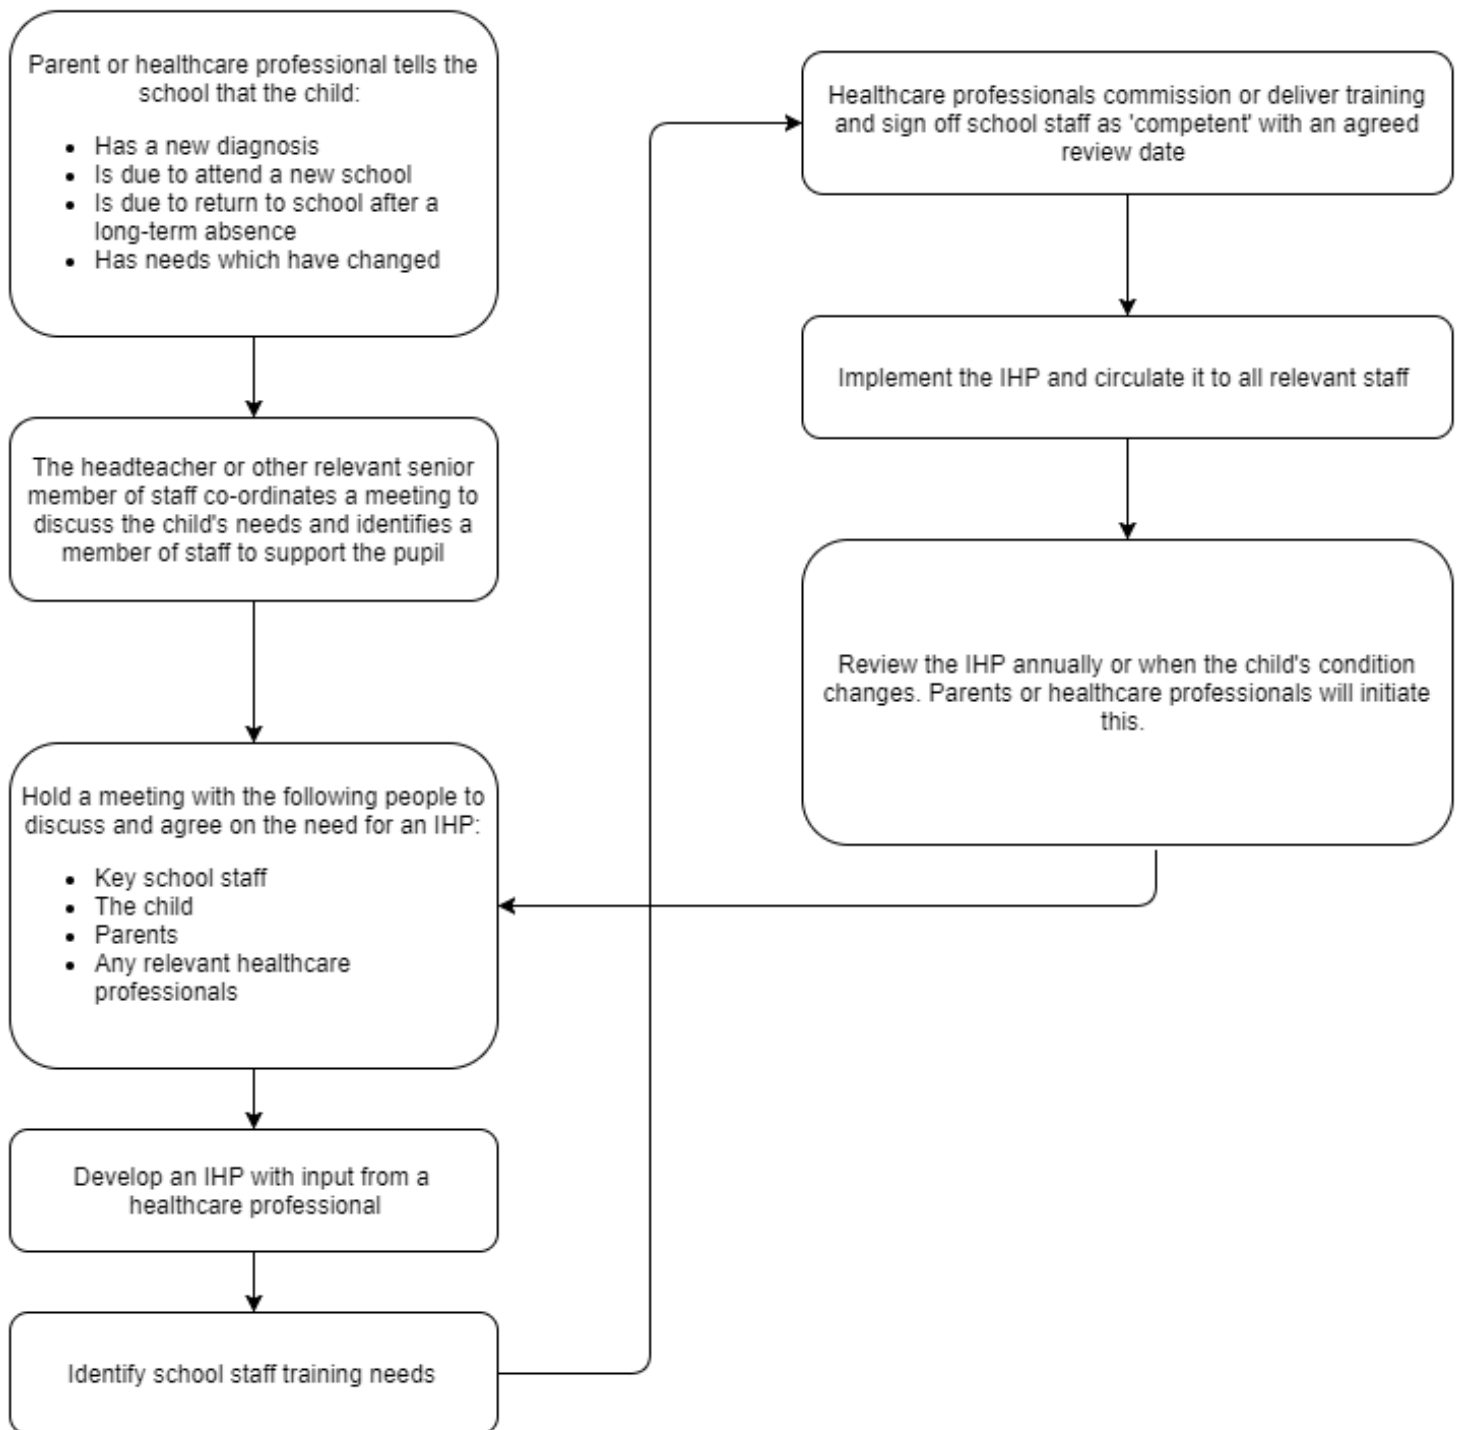 Parent or healthcare professional tells the
school that the child:
• Has a new diagnosis
• Is due to attend a new school
• Is due to return to school after a
long-term absence
• Has needs which have changed
The headteacher or other relevant senior
member of staff co-ordinates a meeting to
discuss the child's needs and identifies a
member of staff to support the pupil
Hold a meeting with the following people to
discuss and agree on the need for an IHP:
• Key school staff
• The child
• Parents
• Any relevant healthcare
professionals
Develop an IHP with input from a
healthcare professional
Identify school staff training needs
Healthcare professionals commission or deliver training
and sign off school staff as 'competent' with an agreed
review date
Implement the IHP and circulate it to all relevant staff
Review the IHP annually or when the child's condition
changes. Parents or healthcare professionals will initiate
this.